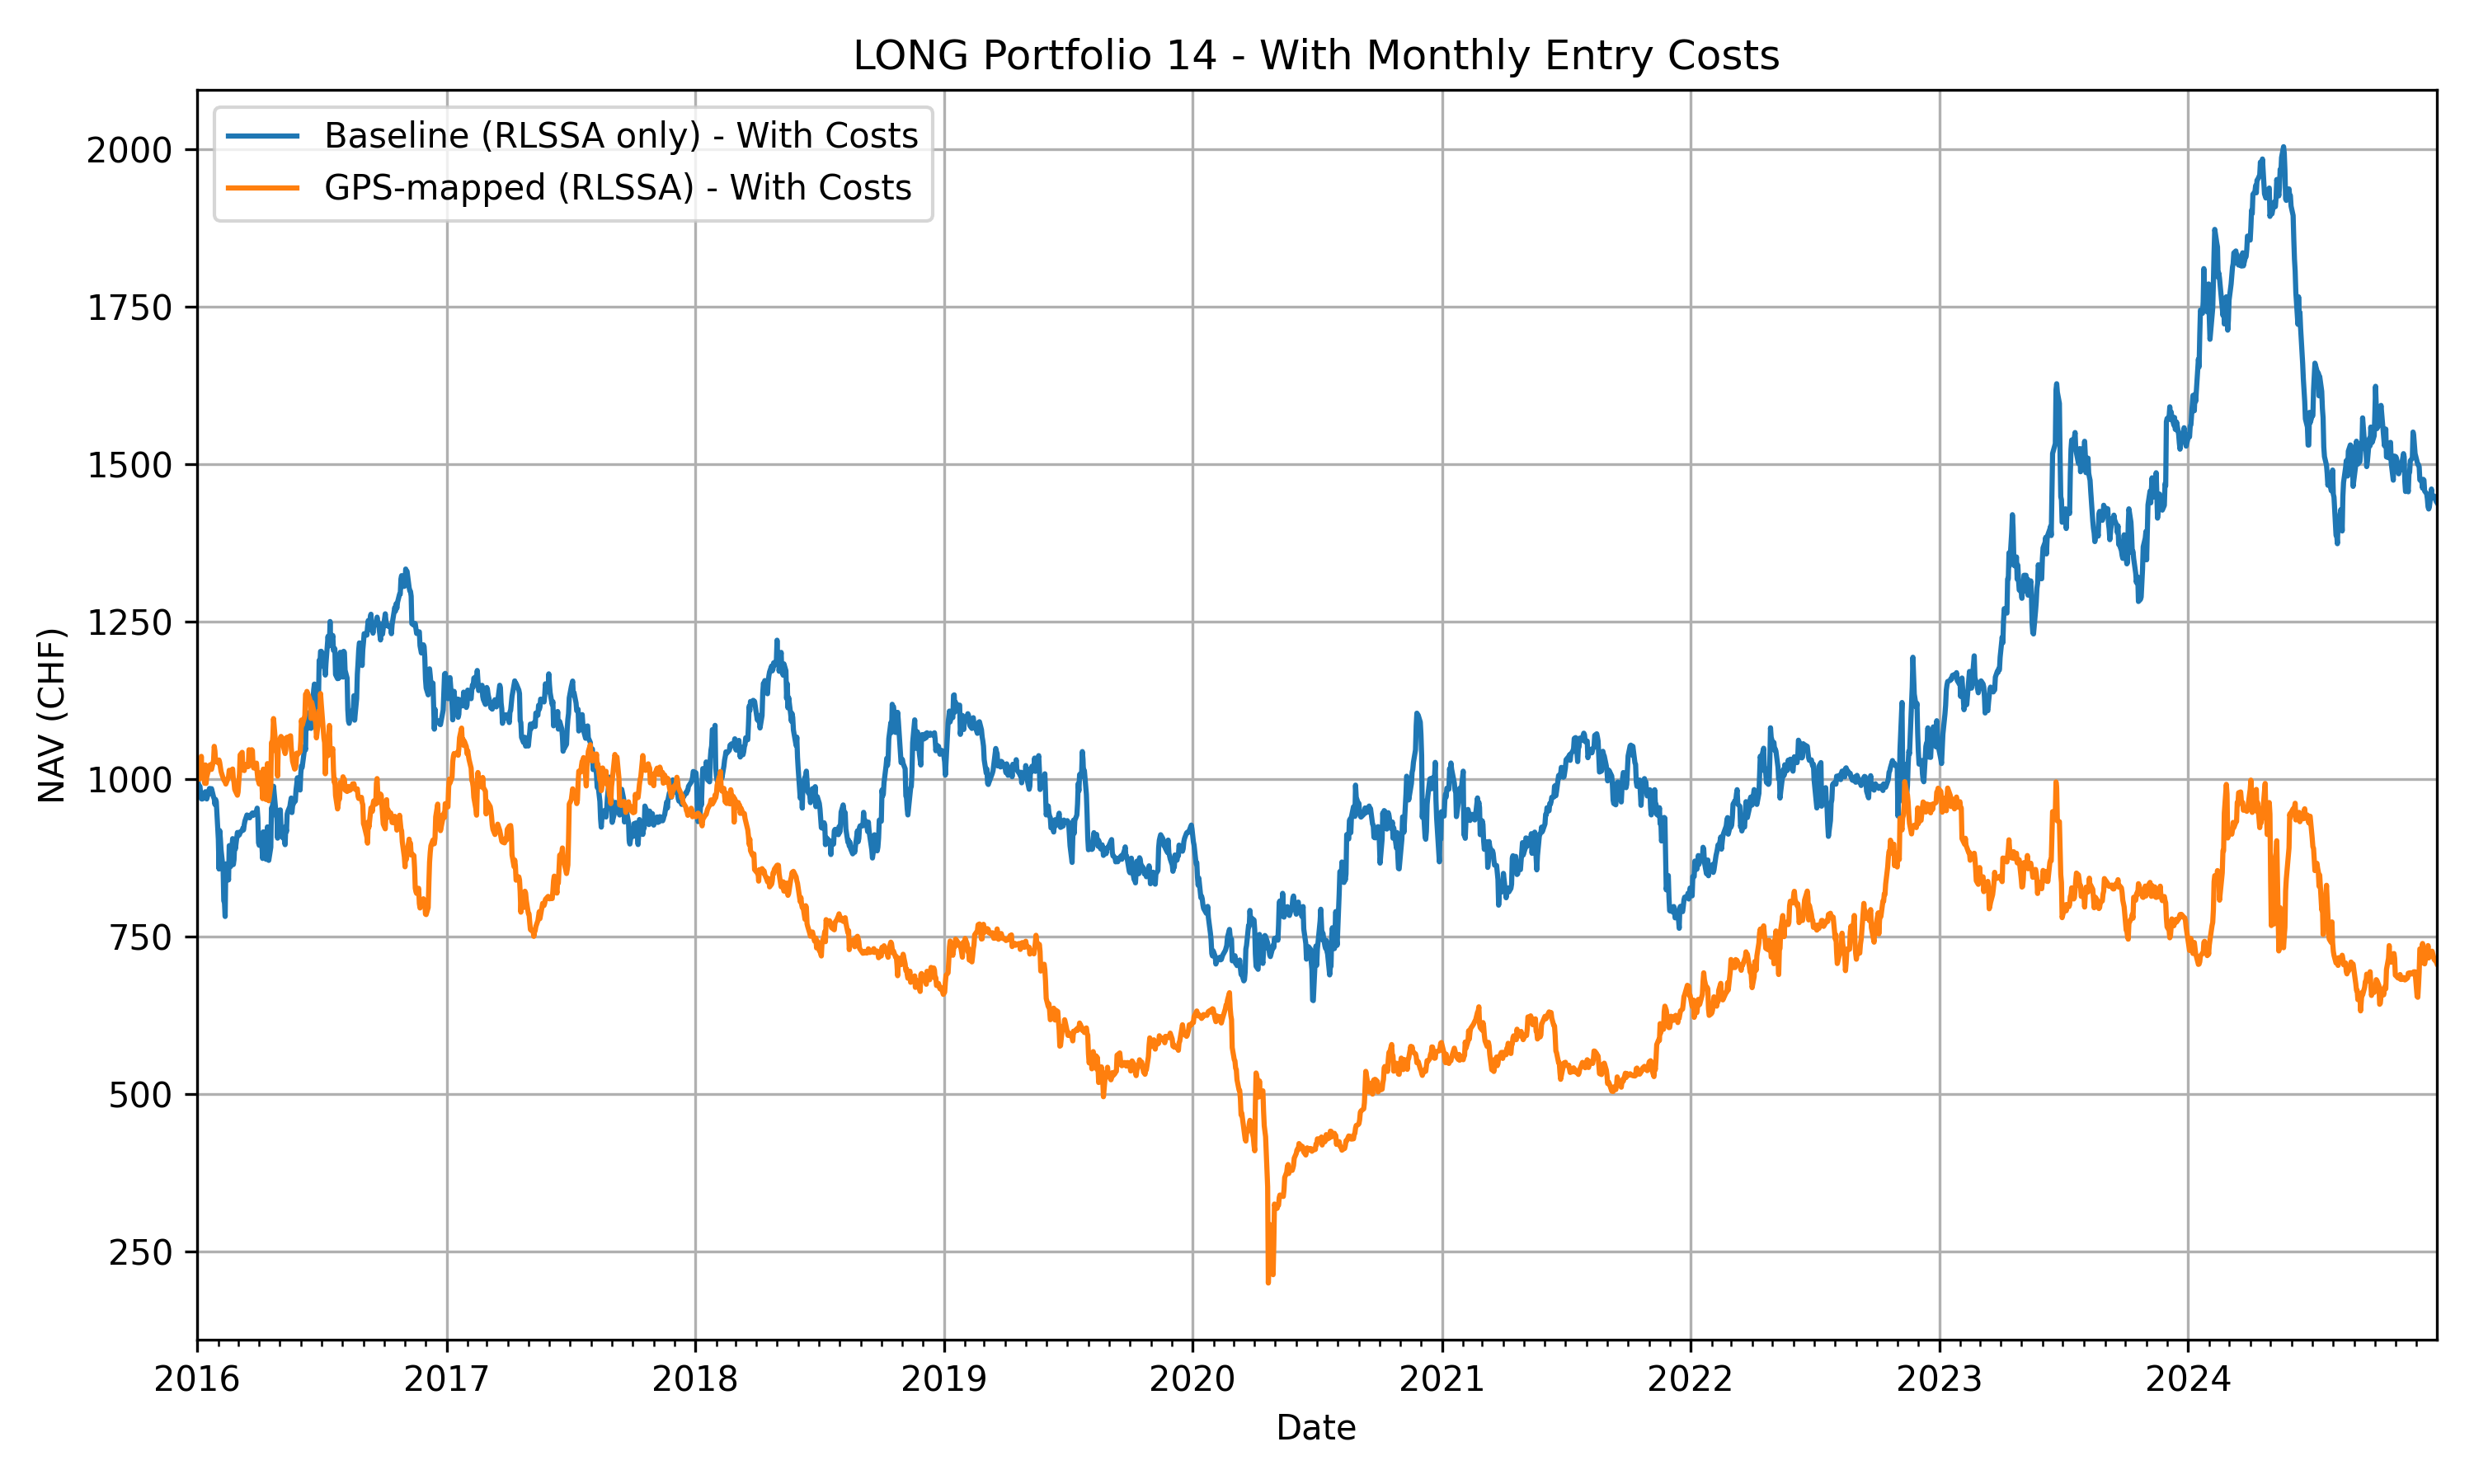 LONG Portfolio 14 - With Monthly Entry Costs
Baseline (RLSSA only) - With Costs
GPS-mapped (RLSSA) - With Costs
NAV (CHF)
2000
1750
1500
1250
1000
750
500
250
2016 2017 2018 2019 2020 2021 2022 2023 2024
Date